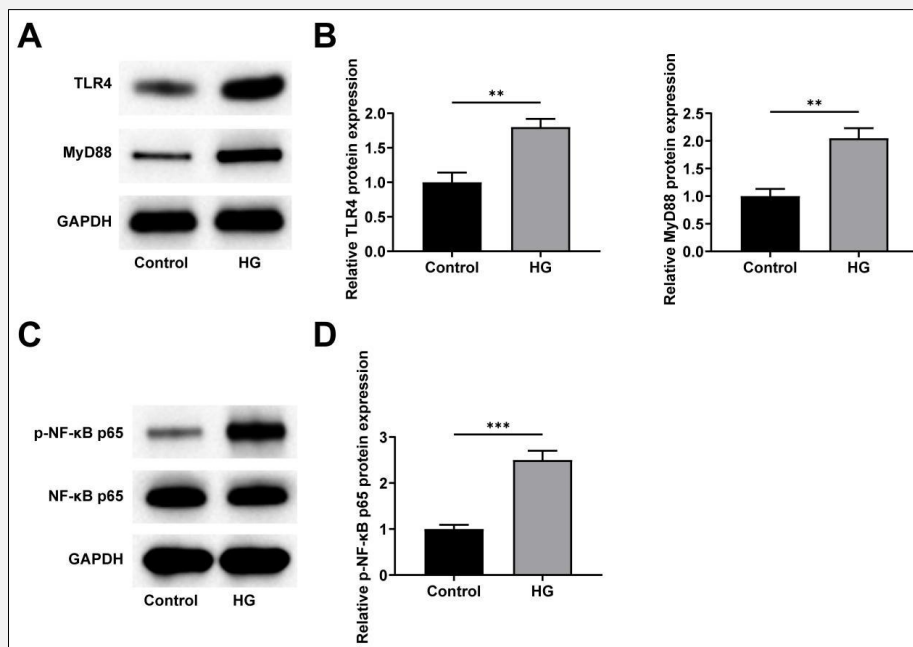 A
TLR4
MyD88
GAPDH
Control HG
B
Relative TLR4 protein expression
2.0
1.5
1.0
0.5
0.0
**
Control HG
Relative MyD88 protein expression
2.5
2.0
1.5
1.0
0.5
0.0
**
Control HG
C
p-NF-κB p65
NF-κB p65
GAPDH
Control HG
D
Relative p-NF-κB p65 protein expression
3
2
1
0
***
Control HG